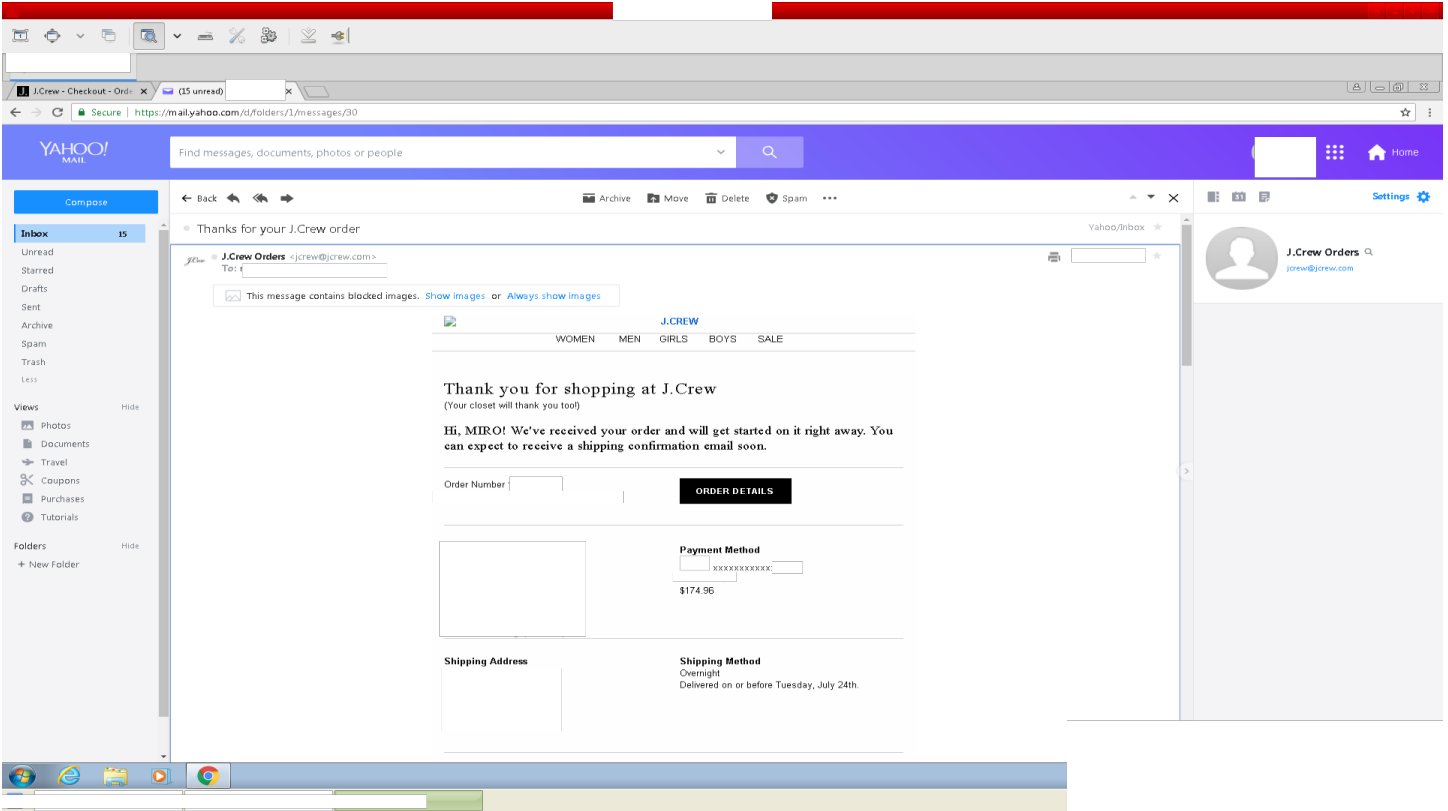 J.Crew - Checkout - Orde
(15 unread)
Secure https://mail.yahoo.com/d/folders/1/messages/30
YAHOO!
MAIL
Find messages, documents, photos or people
Home
Compose
Back
Archive
Move
Delete
Spam
31
Settings
Inbox 15
Unread
Starred
Drafts
Sent
Archive
Spam
Trash
Less
Views Hide
Photos
Documents
Travel
Coupons
Purchases
Tutorials
Folders Hide
+ New Folder
Thanks for your J.Crew order
Yahoo/Inbox
J.Crew
J.Crew Orders <jcrew@jcrew.com>
To:
This message contains blocked images. Show images or Always show images
J.CREW
WOMEN MEN GIRLS BOYS SALE
Thank you for shopping at J.Crew
(Your closet will thank you too!)
Hi, MIRO! We've received your order and will get started on it right away. You
can expect to receive a shipping confirmation email soon.
Order Number
ORDER DETAILS
Payment Method
xxxxxxxxxxx
$174.96
Shipping Address
Shipping Method
Overnight
Delivered on or before Tuesday, July 24th.
J.Crew Orders
jcrew@jcrew.com